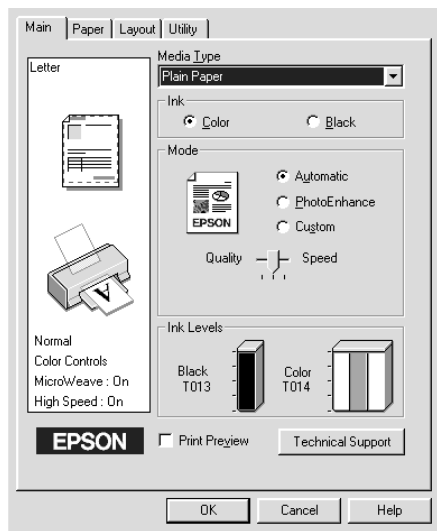 Main Paper Layout Utility
Letter
Media Type
Plain Paper
Ink
Color Black
Mode
EPSON
Automatic
PhotoEnhance
Custom
Quality Speed
A
Normal
Color Controls
MicroWeave : On
High Speed : On
Ink Levels
Black
T013
Color
T014
EPSON
Print Preview
Technical Support
OK Cancel Help